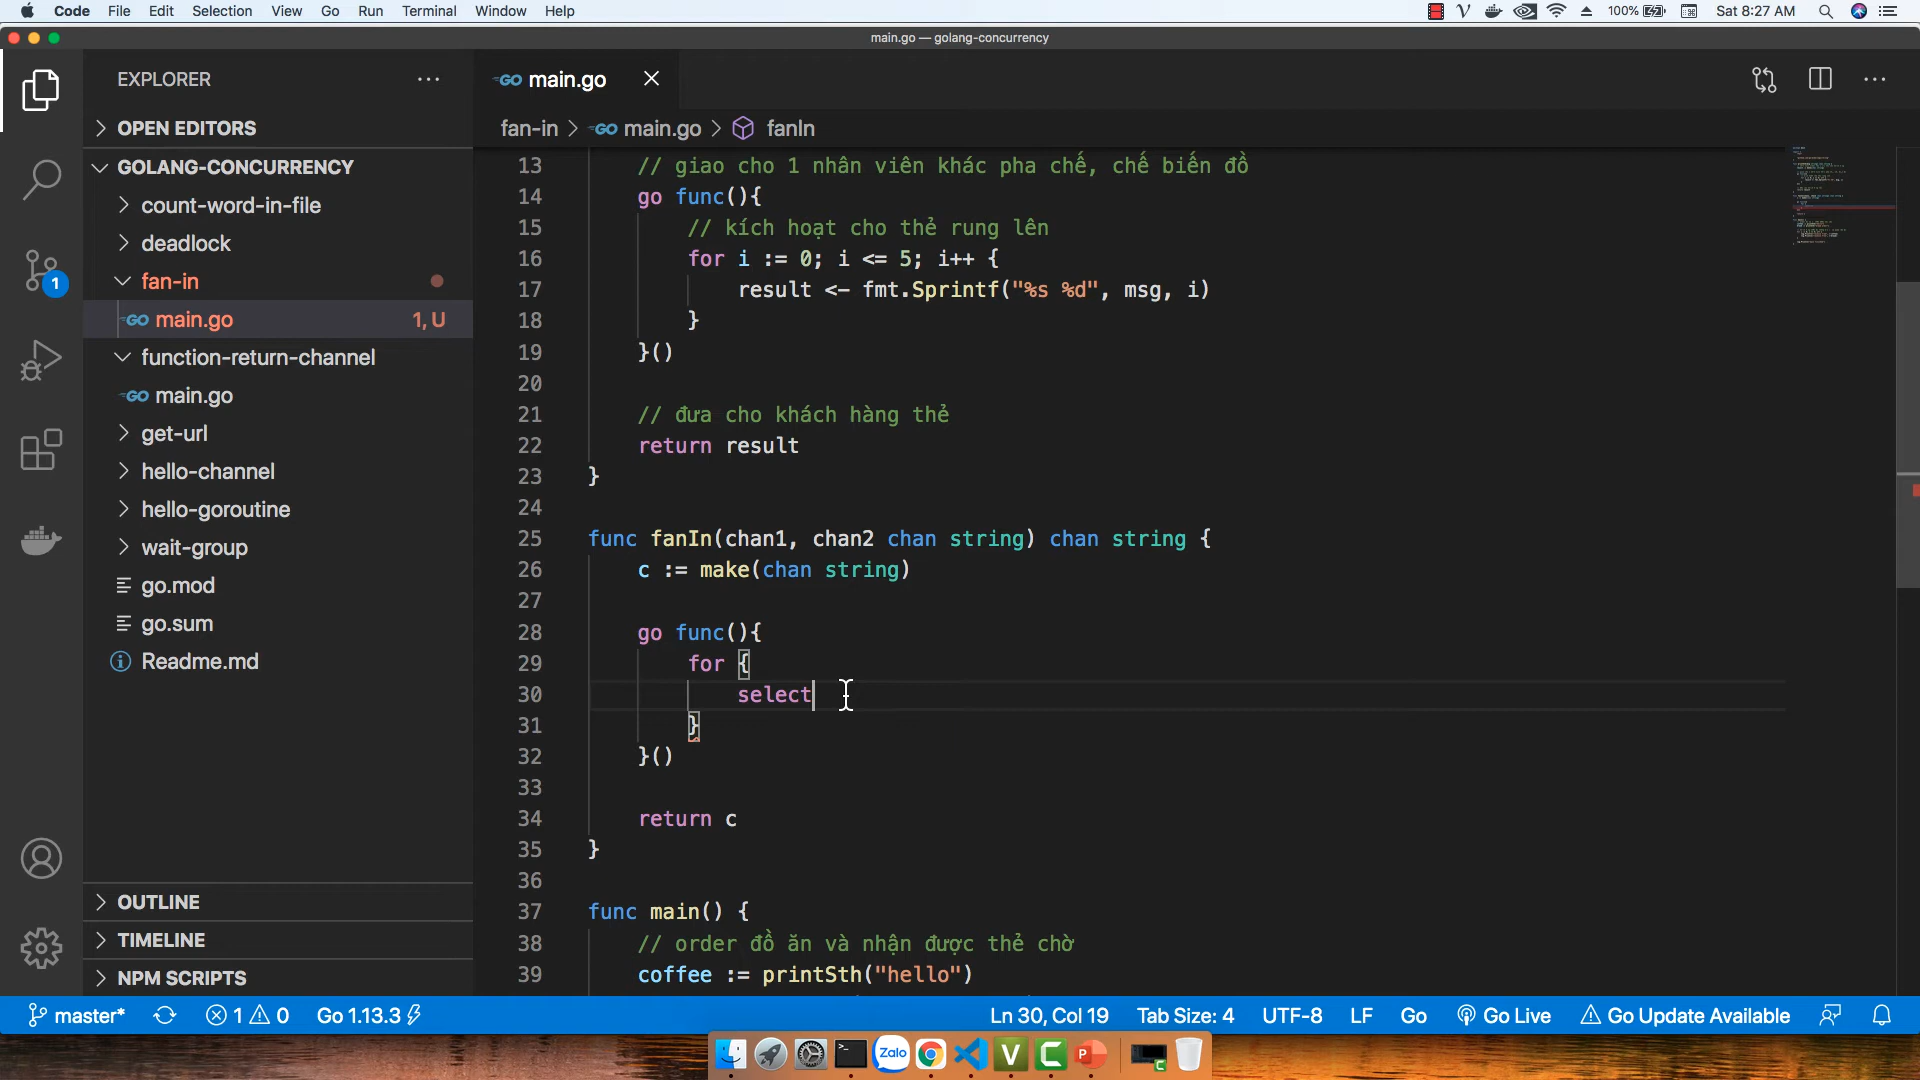 Code File Edit Selection View Go Run Terminal Window Help 100% Sat 8:27 AM
main.go — golang-concurrency
EXPLORER
OPEN EDITORS
GOLANG-CONCURRENCY
count-word-in-file
deadlock
fan-in
main.go 1, U
function-return-channel
main.go
get-url
hello-channel
hello-goroutine
wait-group
go.mod
go.sum
Readme.md
OUTLINE
TIMELINE
NPM SCRIPTS
1
GO main.go
fan-in > GO main.go > fanIn
13 // giao cho 1 nhân viên khác pha chế, chế biến đồ
14 go func(){
15 // kích hoạt cho thẻ rung lên
16 for i := 0; i <= 5; i++ {
17 result <- fmt.Sprintf("%s %d", msg, i)
18 }
19 }()
20
21 // đưa cho khách hàng thẻ
22 return result
23 }
24
25 func fanIn(chan1, chan2 chan string) chan string {
26 c := make(chan string)
27
28 go func(){
29 for {
30 select
31 }
32 }()
33
34 return c
35 }
36
37 func main() {
38 // order đồ ăn và nhận được thẻ chờ
39 coffee := printSth("hello")
master* 1 0 Go 1.13.3 Ln 30, Col 19 Tab Size: 4 UTF-8 LF Go Go Live Go Update Available
Zalo